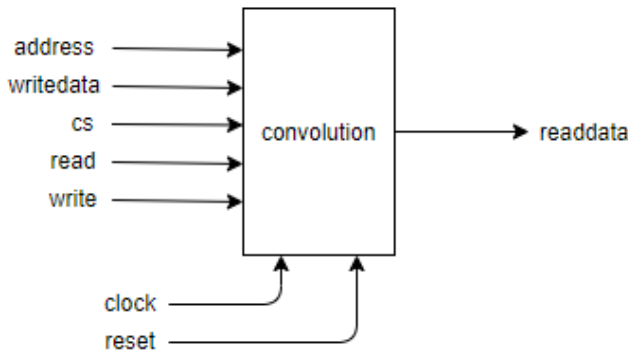 address
writedata
cs
read
write
convolution
readdata
clock
reset